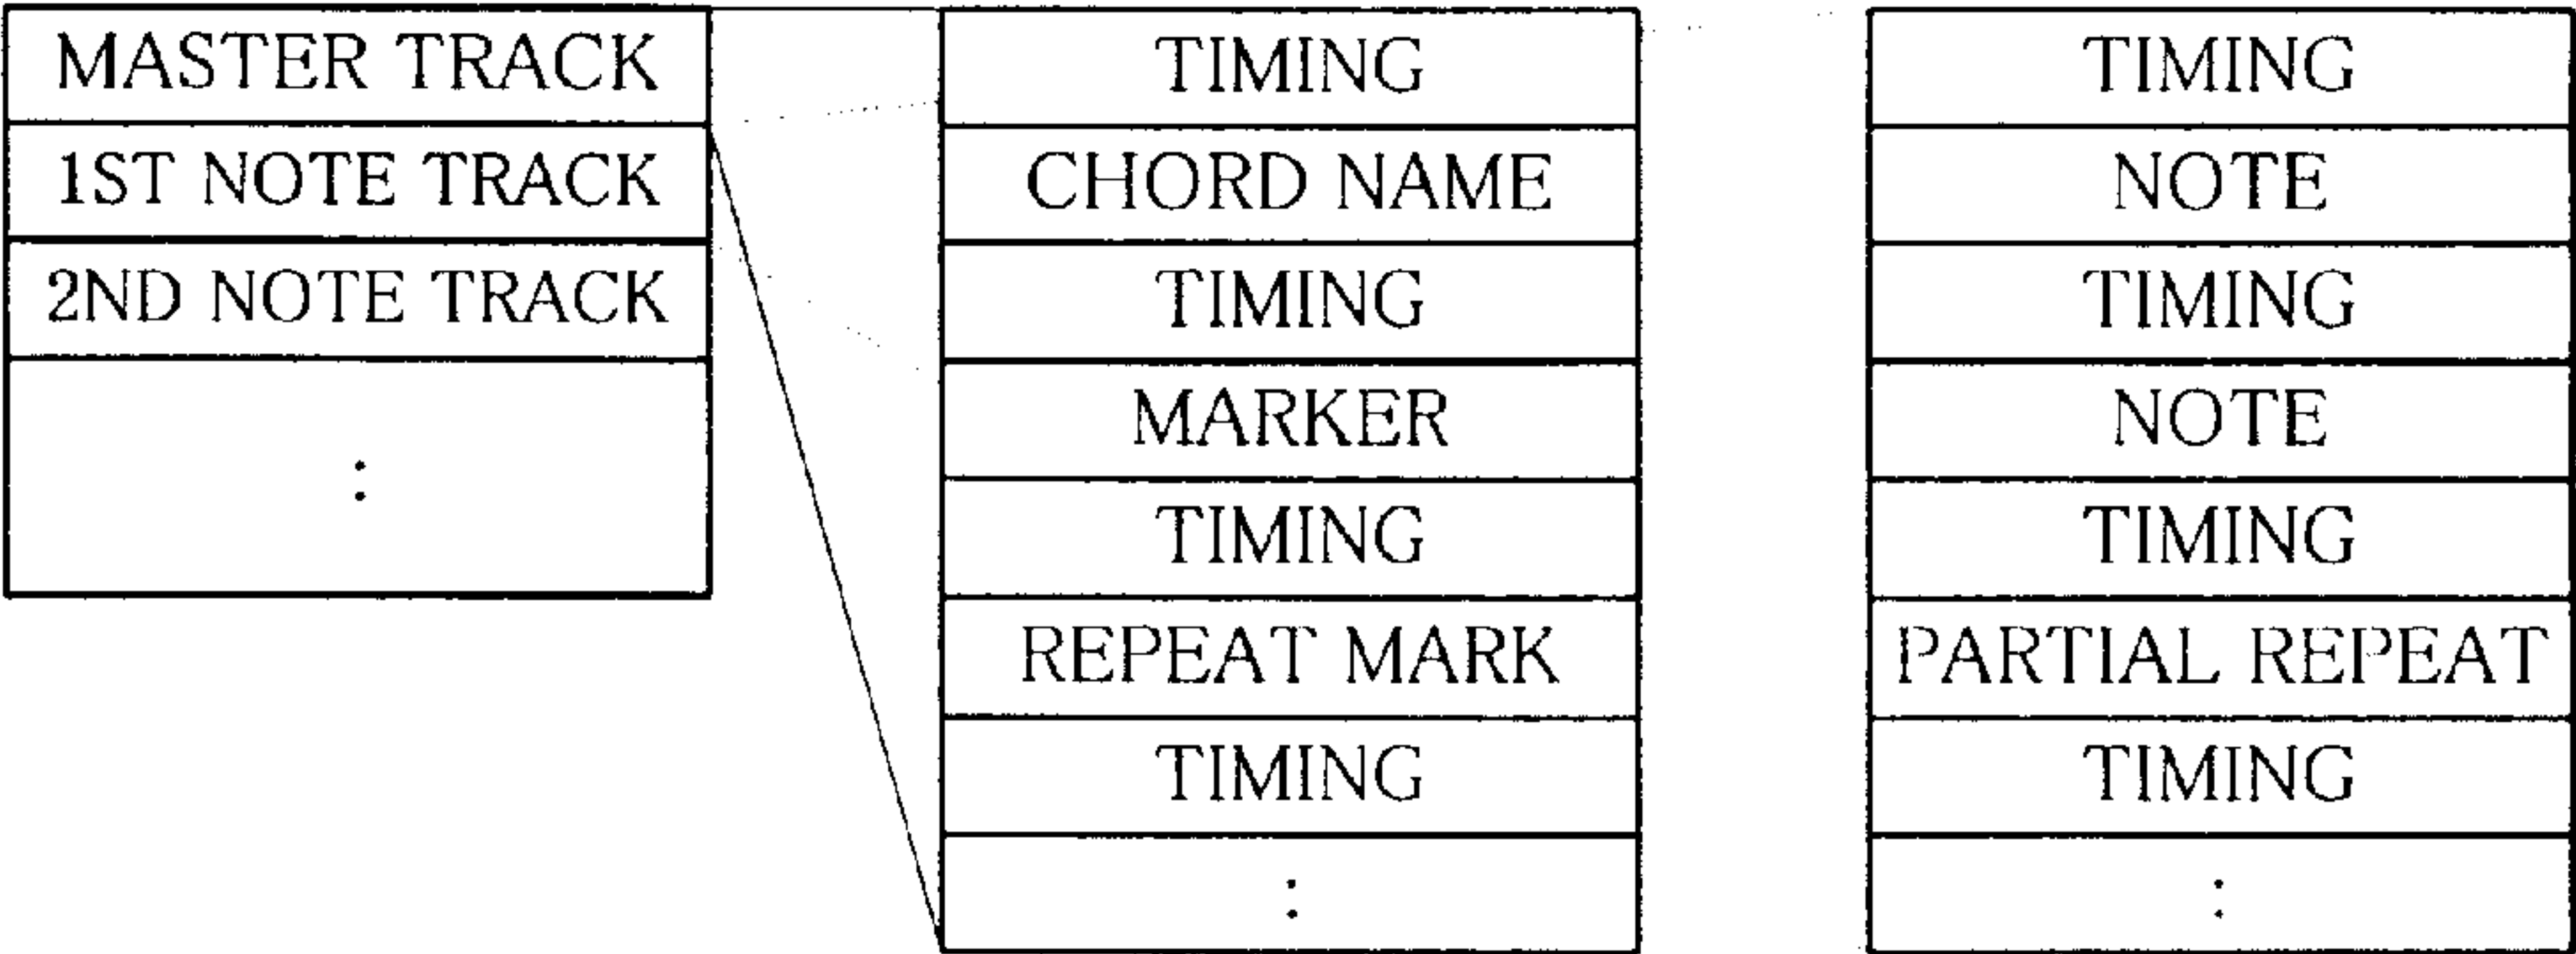 MASTER TRACK
1ST NOTE TRACK
2ND NOTE TRACK
:
TIMING
CHORD NAME
TIMING
MARKER
TIMING
REPEAT MARK
TIMING
:
TIMING
NOTE
TIMING
NOTE
TIMING
PARTIAL REPEAT
TIMING
: